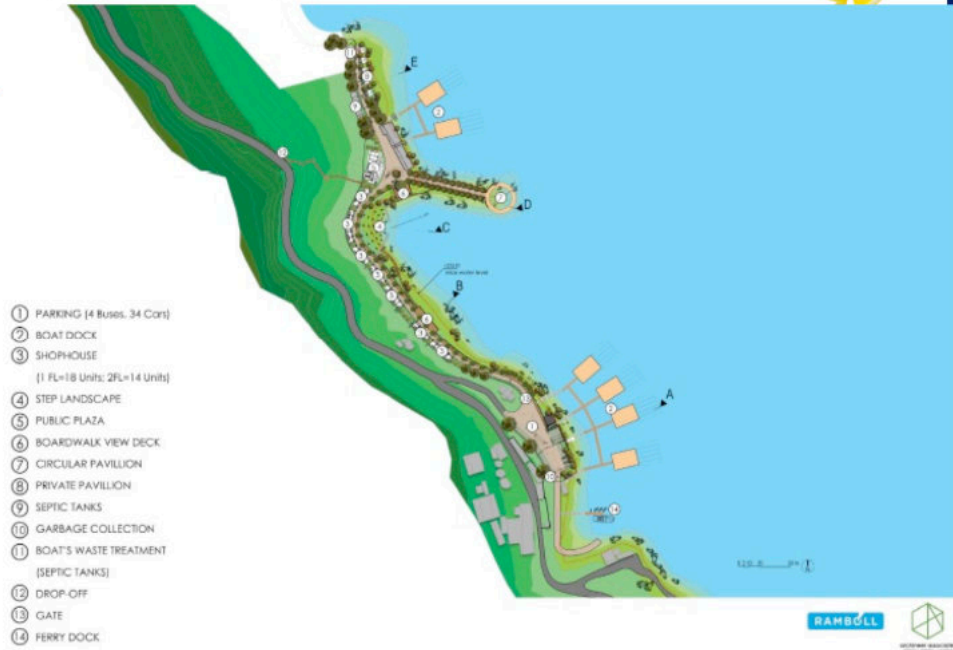 E
D
C
B
A
① PARKING (4 Buses, 34 Cars)
② BOAT DOCK
③ SHOPHOUSE
(1 FL=18 Units; 2FL=14 Units)
④ STEP LANDSCAPE
⑤ PUBLIC PLAZA
⑥ BOARDWALK VIEW DECK
⑦ CIRCULAR PAVILLION
⑧ PRIVATE PAVILLION
⑨ SEPTIC TANKS
⑩ GARBAGE COLLECTION
⑪ BOAT'S WASTE TREATMENT
(SEPTIC TANKS)
⑫ DROP-OFF
⑬ GATE
⑭ FERRY DOCK
RAMBOLL